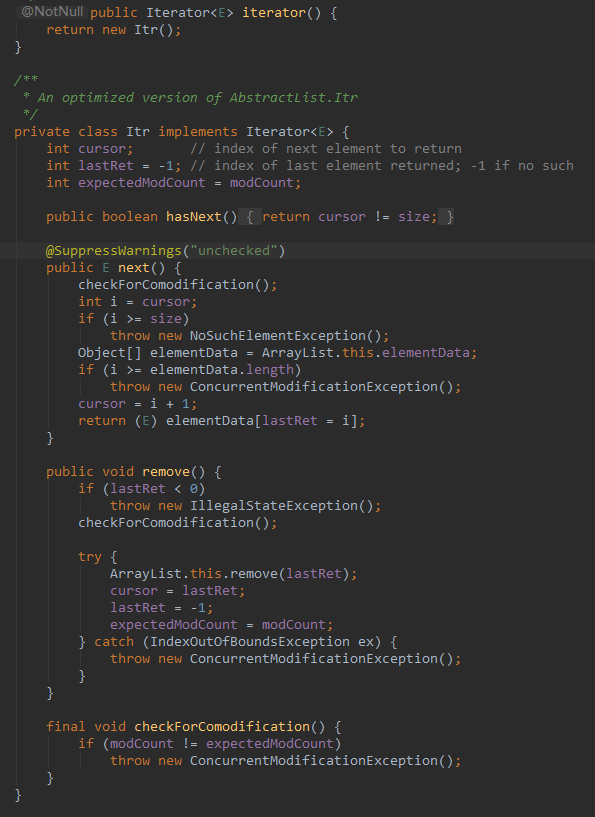 @NotNull public Iterator<E> iterator() {
    return new Itr();
}

/**
 * An optimized version of AbstractList.Itr
 */
private class Itr implements Iterator<E> {
    int cursor;       // index of next element to return
    int lastRet = -1; // index of last element returned; -1 if no such
    int expectedModCount = modCount;

    public boolean hasNext() { return cursor != size; }

    @SuppressWarnings("unchecked")
    public E next() {
        checkForComodification();
        int i = cursor;
        if (i >= size)
            throw new NoSuchElementException();
        Object[] elementData = ArrayList.this.elementData;
        if (i >= elementData.length)
            throw new ConcurrentModificationException();
        cursor = i + 1;
        return (E) elementData[lastRet = i];
    }

    public void remove() {
        if (lastRet < 0)
            throw new IllegalStateException();
        checkForComodification();

        try {
            ArrayList.this.remove(lastRet);
            cursor = lastRet;
            lastRet = -1;
            expectedModCount = modCount;
        } catch (IndexOutOfBoundsException ex) {
            throw new ConcurrentModificationException();
        }
    }

    final void checkForComodification() {
        if (modCount != expectedModCount)
            throw new ConcurrentModificationException();
    }
}